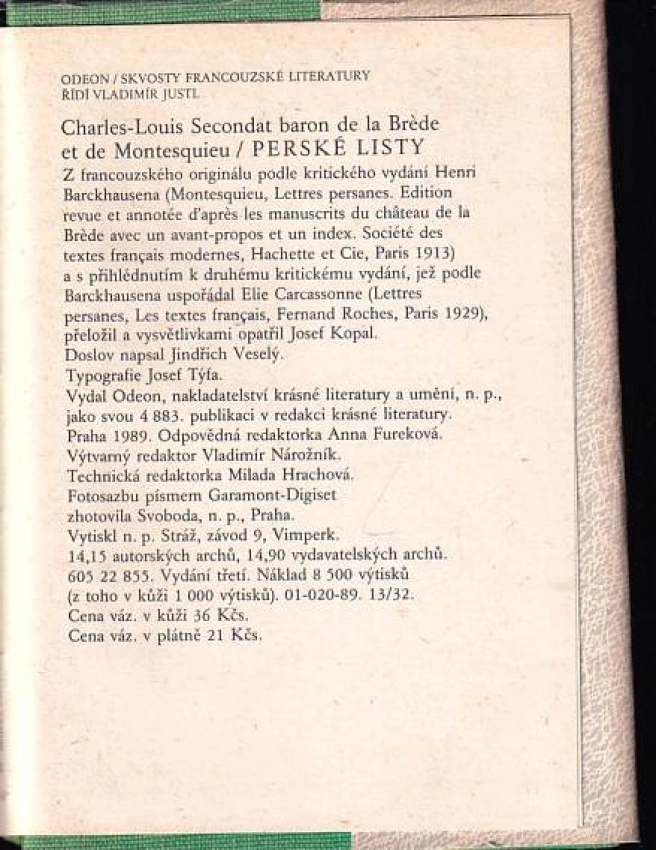 ODEON / SKVOSTY FRANCOUZSKÉ LITERATURY
ŘÍDÍ VLADIMÍR JUSTL
Charles-Louis Secondat baron de la Brède
et de Montesquieu / PERSKÉ LISTY
Z francouzského originálu podle kritického vydání Henri
Barckhausena (Montesquieu, Lettres persanes. Edition
revue et annotée d'après les manuscrits du château de la
Brède avec un avant-propos et un index. Société des
textes français modernes, Hachette et Cie, Paris 1913)
a s přihlédnutím k druhému kritickému vydání, jež podle
Barckhausena uspořádal Elie Carcassonne (Lettres
persanes, Les textes français, Fernand Roches, Paris 1929),
přeložil a vysvětlivkami opatřil Josef Kopal.
Doslov napsal Jindřich Veselý.
Typografie Josef Týfa.
Vydal Odeon, nakladatelství krásné literatury a umění, n. p.,
jako svou 4 883. publikaci v redakci krásné literatury.
Praha 1989. Odpovědná redaktorka Anna Fureková.
Výtvarný redaktor Vladimír Nárožník.
Technická redaktorka Milada Hrachová.
Fotosazbu písmem Garamont-Digiset
zhotovila Svoboda, n. p., Praha.
Vytiskl n. p. Stráž, závod 9, Vimperk.
14,15 autorských archů, 14,90 vydavatelských archů.
605 22 855. Vydání třetí. Náklad 8 500 výtisků
(z toho v kůži 1 000 výtisků). 01-020-89. 13/32.
Cena váz. v kůži 36 Kčs.
Cena váz. v plátně 21 Kčs.